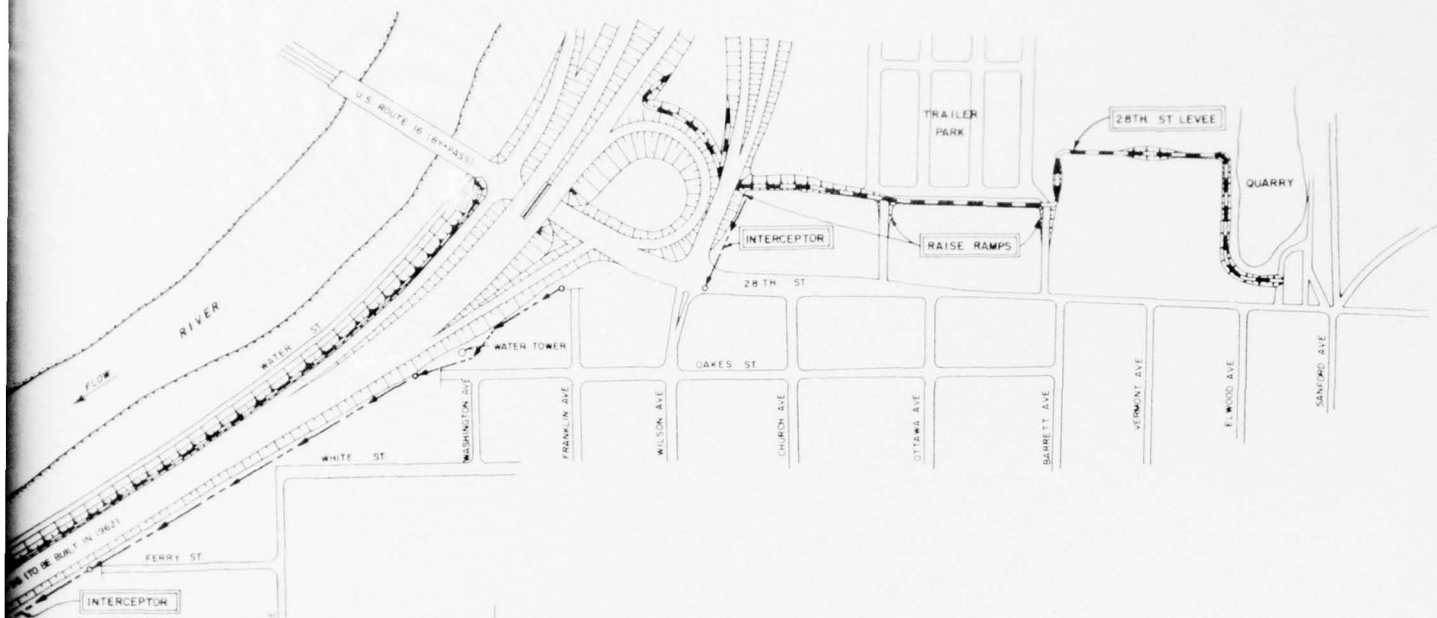 U.S. ROUTE 16 (BY-PASS)
TRAILER
PARK
28TH. ST LEVEE
QUARRY
INTERCEPTOR
RAISE RAMPS
28TH. ST
RIVER
WATER ST
FLOW
WATER TOWER
OAKES ST.
WASHINGTON AVE
FRANKLIN AVE
WILSON AVE
CHURCH AVE
OTTAWA AVE
BARRETT AVE
VERMONT AVE
ELWOOD AVE
SANFORD AVE
WHITE ST.
(TO BE BUILT IN 1962)
FERRY ST.
INTERCEPTOR